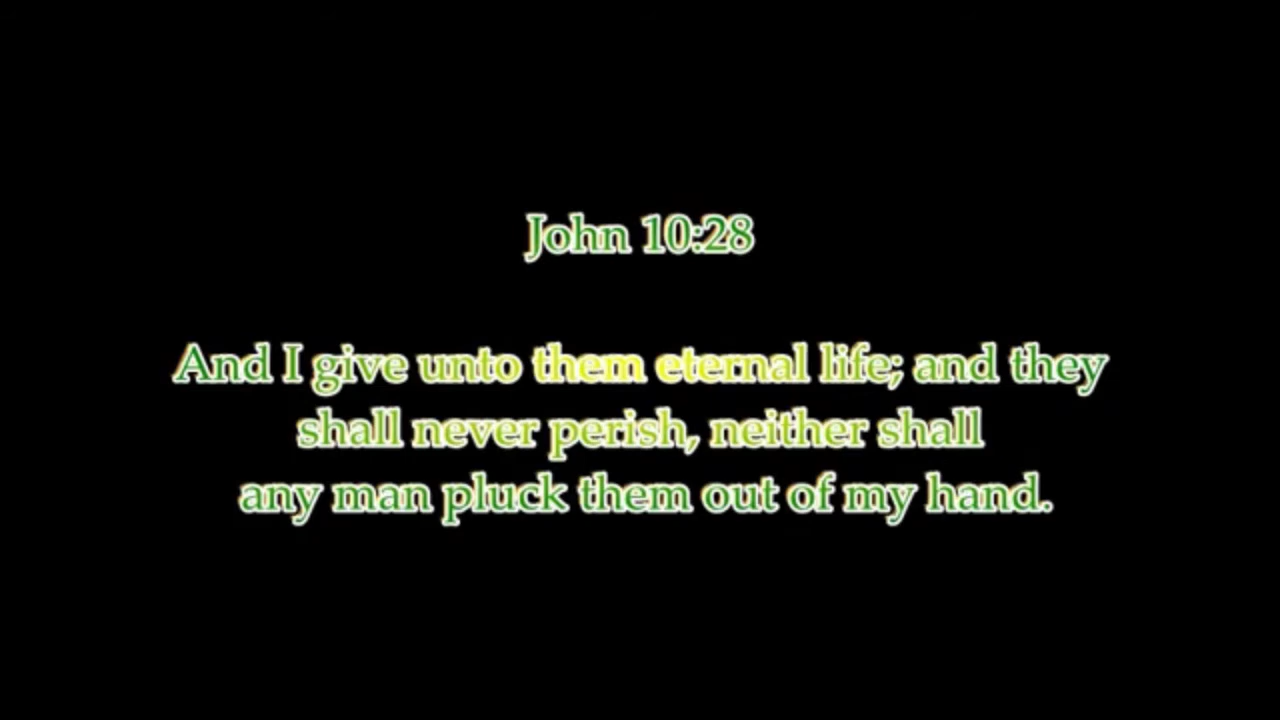 John 10:28
And I give unto them eternal life; and they
shall never perish, neither shall
any man pluck them out of my hand.